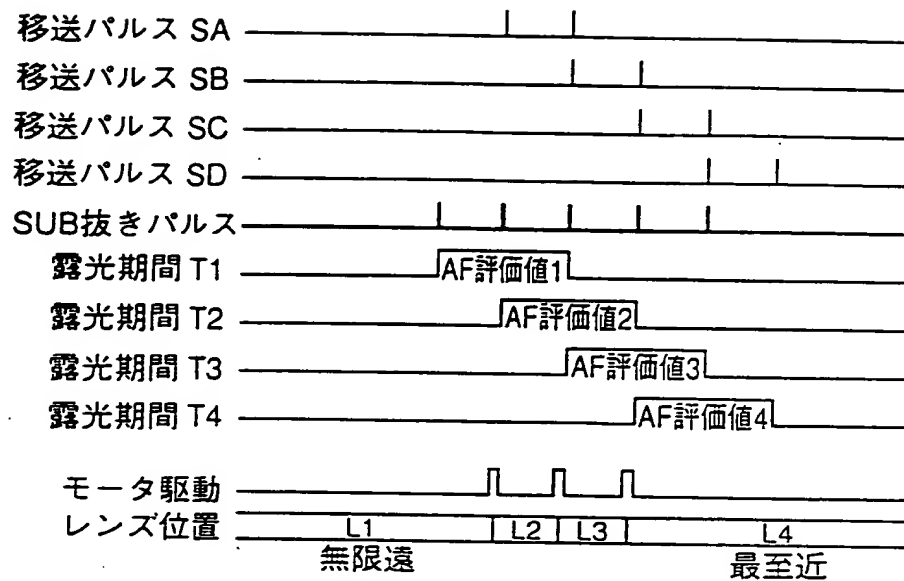 移送パルス SA
移送パルス SB
移送パルス SC
移送パルス SD
SUB抜きパルス
露光期間 T1 AF評価値1
露光期間 T2 AF評価値2
露光期間 T3 AF評価値3
露光期間 T4 AF評価値4
モータ駆動
レンズ位置 L1 L2 L3 L4
無限遠 最至近